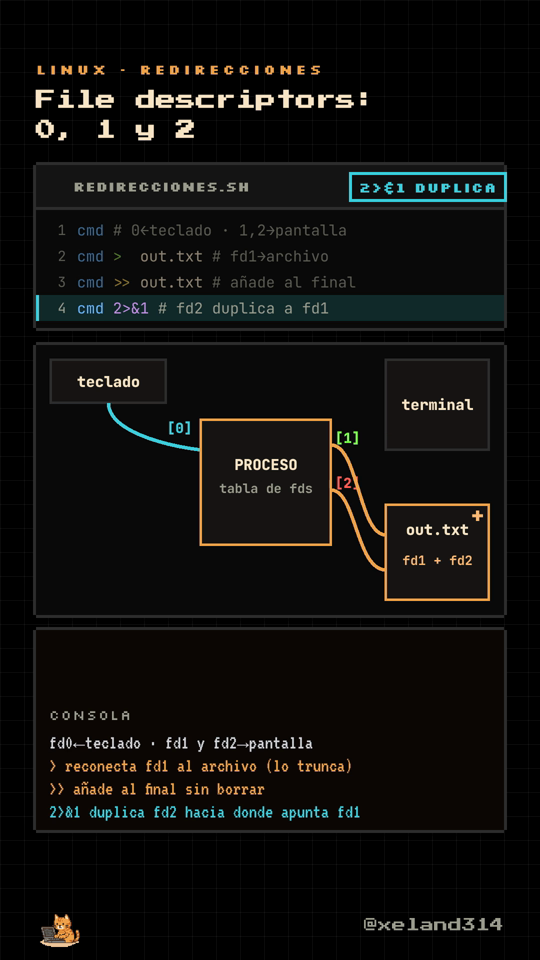 LINUX - REDIRECCIONES
File descriptors:
0, 1 y 2
REDIRECCIONES.SH
2>&1 DUPLICA
1 cmd # 0←teclado · 1,2→pantalla
2 cmd >  out.txt # fd1→archivo
3 cmd >> out.txt # añade al final
4 cmd 2>&1 # fd2 duplica a fd1
teclado
terminal
[0]
[1]
PROCESO
tabla de fds
[2]
+
out.txt
fd1 + fd2
CONSOLA
fd0←teclado · fd1 y fd2→pantalla
> reconecta fd1 al archivo (lo trunca)
>> añade al final sin borrar
2>&1 duplica fd2 hacia donde apunta fd1
@xeland314